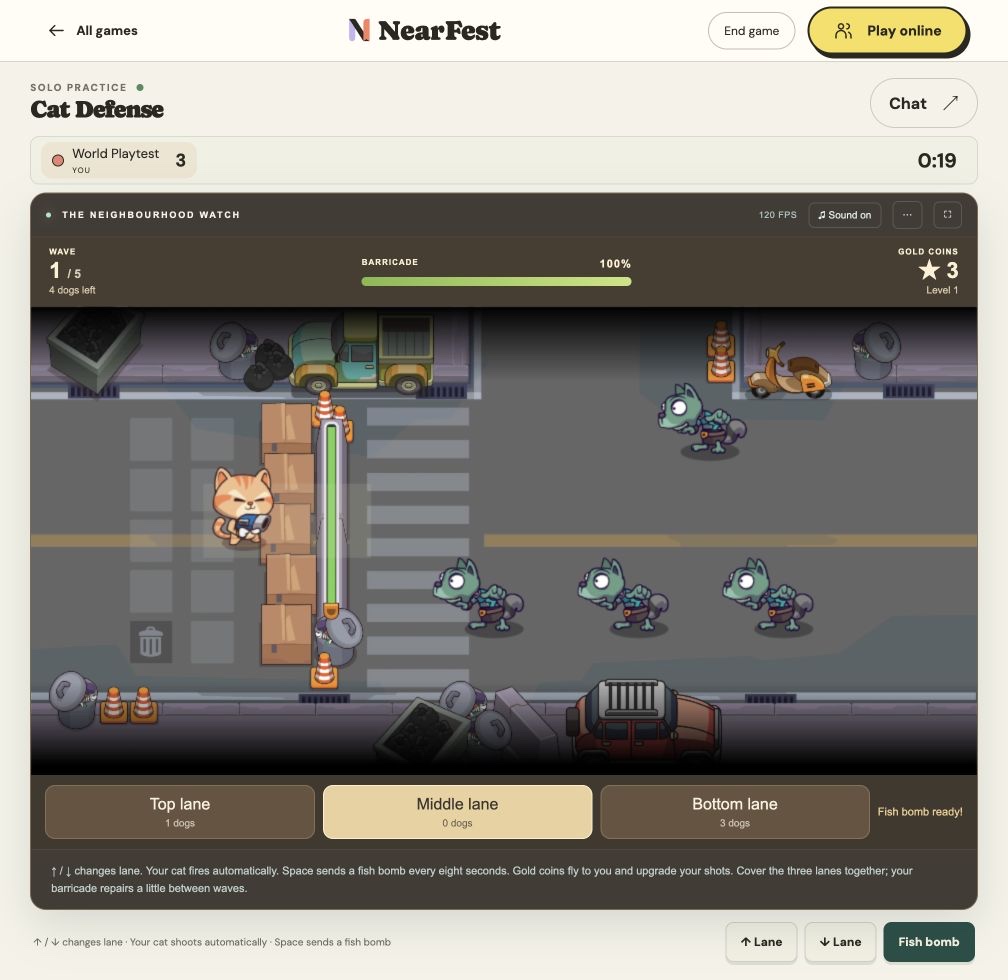 ← All games
NearFest
End game
Play online
SOLO PRACTICE
Cat Defense
Chat
World Playtest
YOU
3
0:19
THE NEIGHBOURHOOD WATCH
120 FPS
♫ Sound on
...
WAVE
1 / 5
4 dogs left
BARRICADE
100%
GOLD COINS
★ 3
Level 1
Top lane
1 dogs
Middle lane
0 dogs
Bottom lane
3 dogs
Fish bomb ready!
↑ / ↓ changes lane. Your cat fires automatically. Space sends a fish bomb every eight seconds. Gold coins fly to you and upgrade your shots. Cover the three lanes together; your
barricade repairs a little between waves.
↑ / ↓ changes lane · Your cat shoots automatically · Space sends a fish bomb
↑ Lane
↓ Lane
Fish bomb